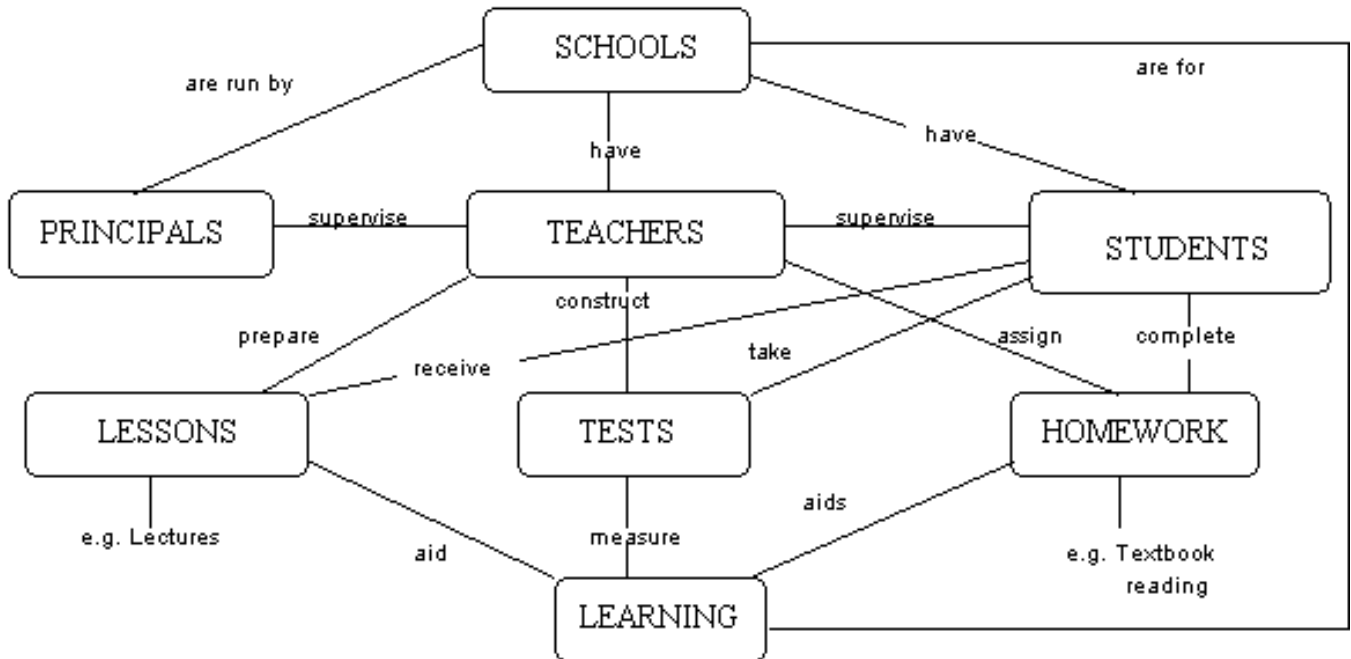 SCHOOLS
are run by
are for
have
have
PRINCIPALS
supervise
TEACHERS
supervise
STUDENTS
construct
prepare
receive
take
assign
complete
LESSONS
TESTS
HOMEWORK
e.g. Lectures
aid
measure
aids
e.g. Textbook
reading
LEARNING